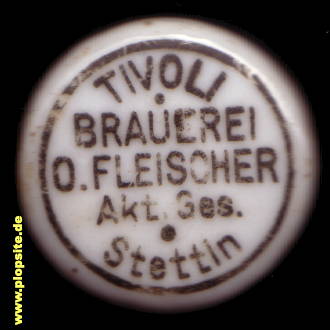 TIVOLI
BRAUEREI
O. FLEISCHER
Akt. Ges.
Stettin
www.plopsite.de